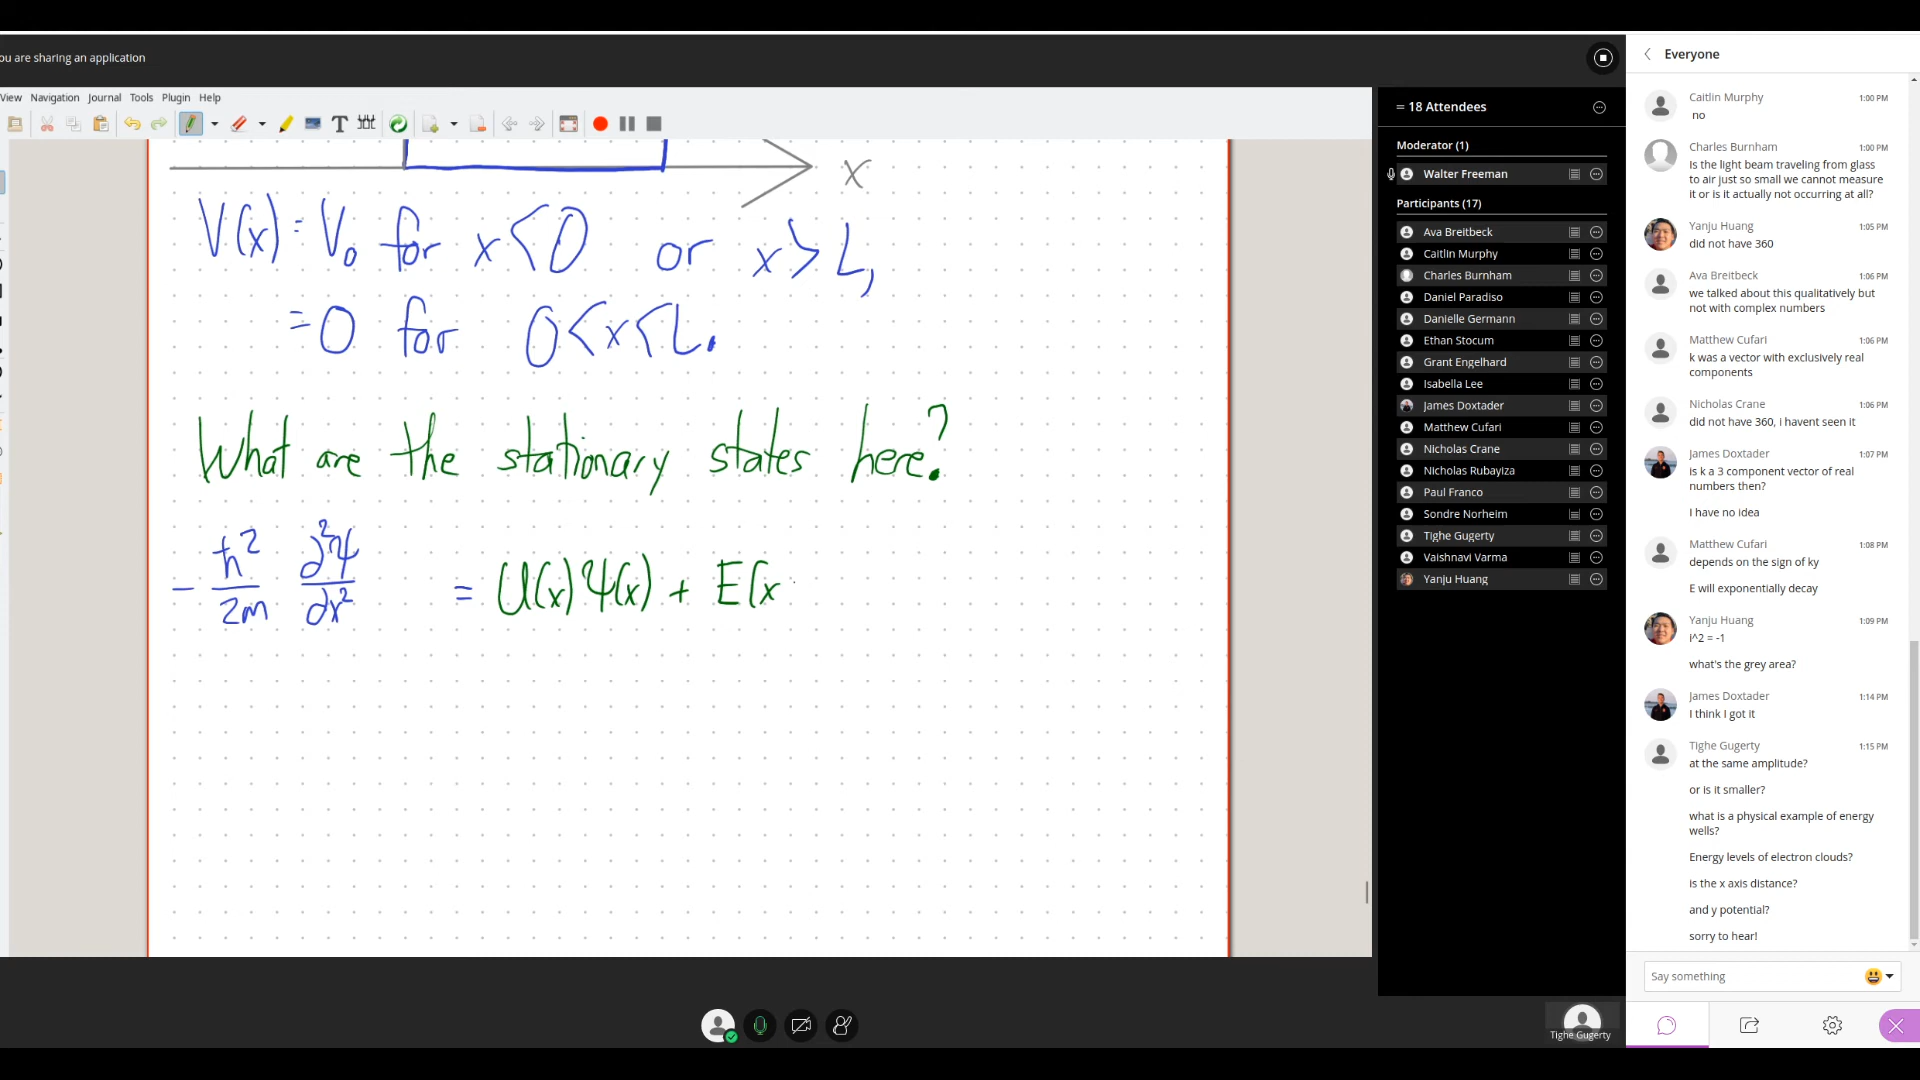 ou are sharing an application
View Navigation Journal Tools Plugin Help
x
V(x) = V₀ for x<0 or x>L,
=0 for 0<x<L.
What are the stationary states here?
- ħ²/2m d²ψ/dx² = U(x)ψ(x) + E(x
18 Attendees
Moderator (1)
Walter Freeman
Participants (17)
Ava Breitbeck
Caitlin Murphy
Charles Burnham
Daniel Paradiso
Danielle Germann
Ethan Stocum
Grant Engelhard
Isabella Lee
James Doxtader
Matthew Cufari
Nicholas Crane
Nicholas Rubayiza
Paul Franco
Sondre Norheim
Tighe Gugerty
Vaishnavi Varma
Yanju Huang
Tighe Gugerty
Everyone
Caitlin Murphy 1:00 PM
no
Charles Burnham 1:00 PM
Is the light beam traveling from glass
to air just so small we cannot measure
it or is it actually not occurring at all?
Yanju Huang 1:05 PM
did not have 360
Ava Breitbeck 1:06 PM
we talked about this qualitatively but
not with complex numbers
Matthew Cufari 1:06 PM
k was a vector with exclusively real
components
Nicholas Crane 1:06 PM
did not have 360, i havent seen it
James Doxtader 1:07 PM
is k a 3 component vector of real
numbers then?
I have no idea
Matthew Cufari 1:08 PM
depends on the sign of ky
E will exponentially decay
Yanju Huang 1:09 PM
i^2 = -1
what's the grey area?
James Doxtader 1:14 PM
I think I got it
Tighe Gugerty 1:15 PM
at the same amplitude?
or is it smaller?
what is a physical example of energy
wells?
Energy levels of electron clouds?
is the x axis distance?
and y potential?
sorry to hear!
Say something